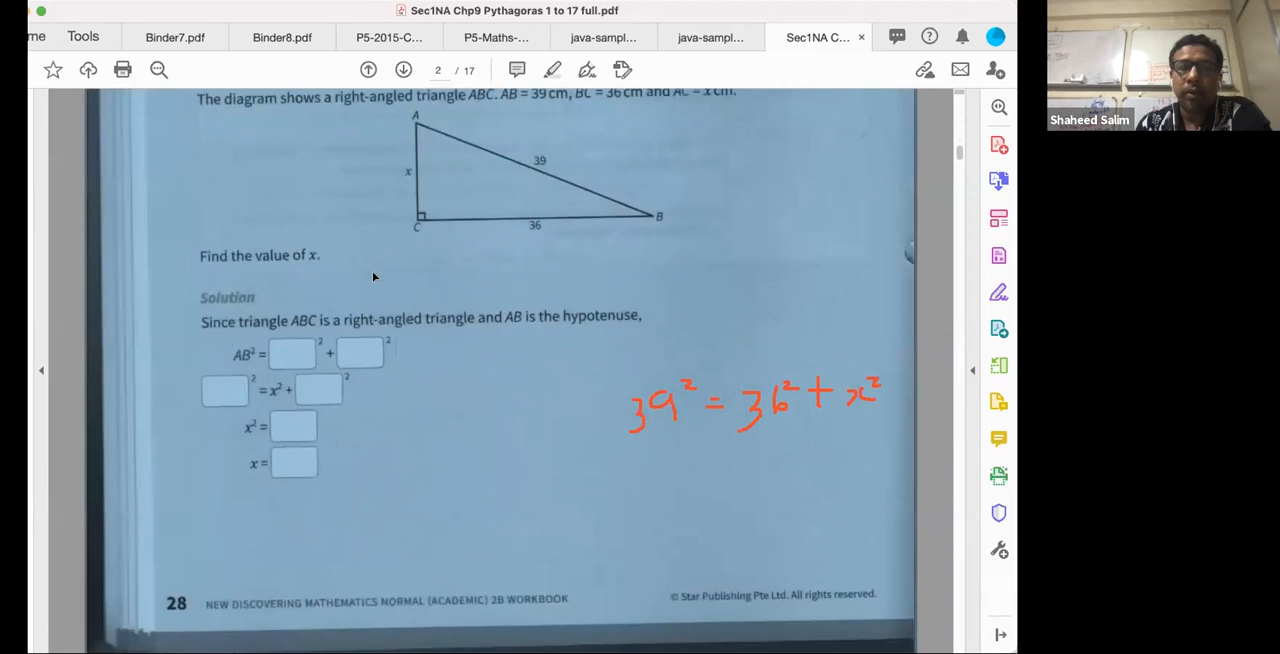 Sec1NA Chp9 Pythagoras 1 to 17 full.pdf
me Tools Binder7.pdf Binder8.pdf P5-2015-C... P5-Maths-... java-sampl... java-sampl... Sec1NA C... ×
2 / 17
The diagram shows a right-angled triangle ABC. AB = 39 cm, BC = 36 cm and AC = x cm.
A
39
x
B
C
36
Find the value of x.
Solution
Since triangle ABC is a right-angled triangle and AB is the hypotenuse,
AB² = ² + ²
² = x² + ²
x² =
x =
39² = 36² + x²
28 NEW DISCOVERING MATHEMATICS NORMAL (ACADEMIC) 2B WORKBOOK
© Star Publishing Pte Ltd. All rights reserved.
Shaheed Salim